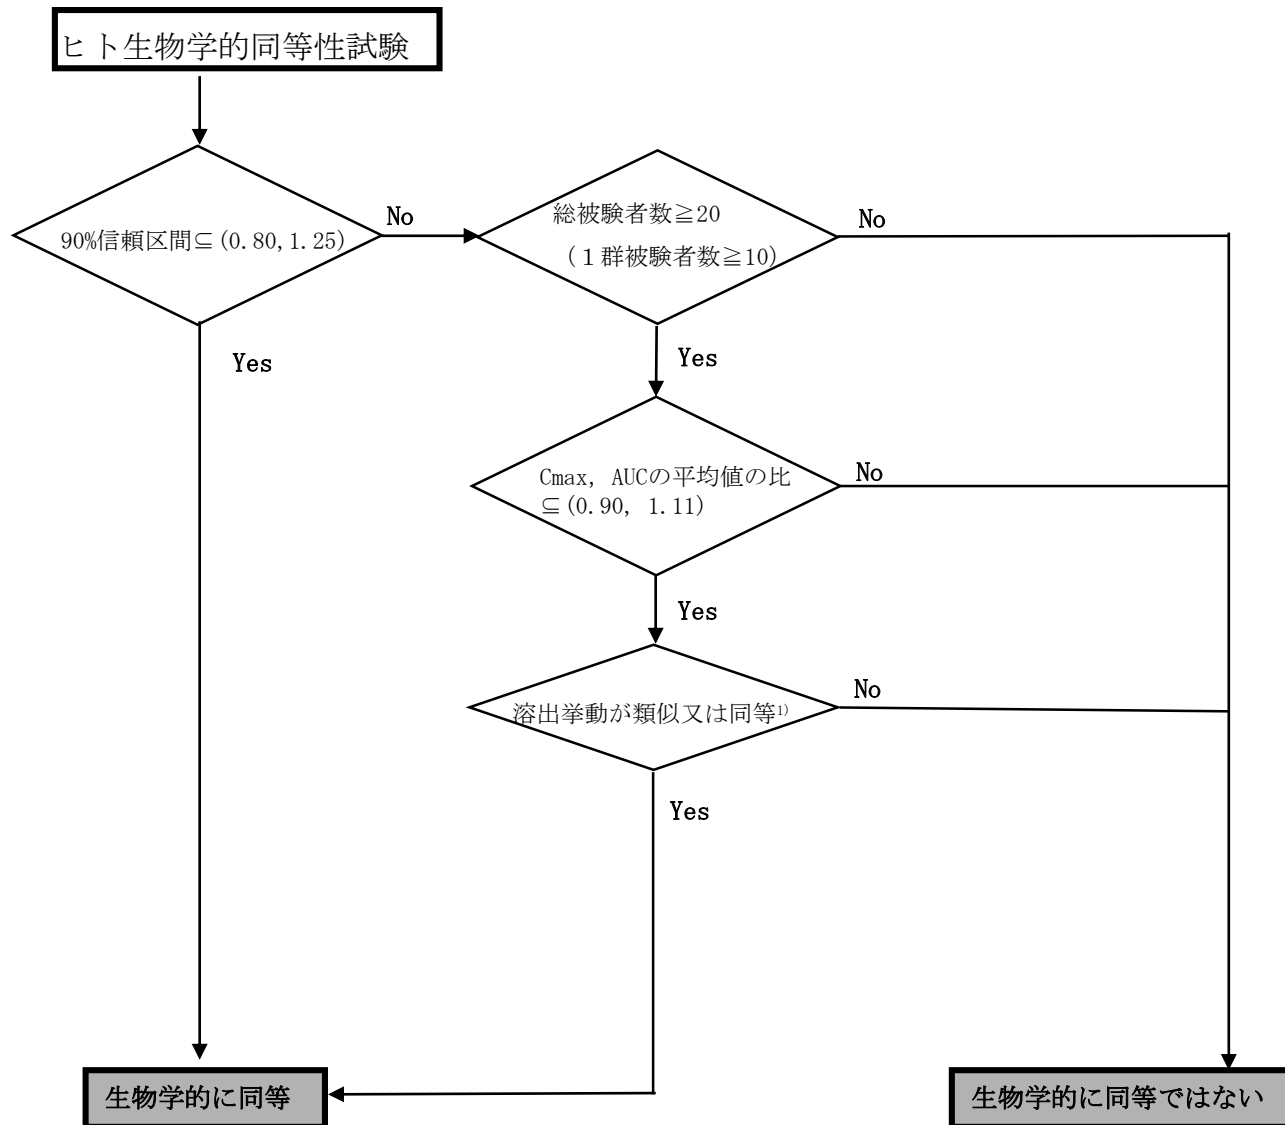 ヒト生物学的同等性試験
90%信頼区間⊆(0.80,1.25)
No
総被験者数≧20
(１群被験者数≧10)
No
Yes
Yes
Cmax, AUCの平均値の比
⊆(0.90, 1.11)
No
Yes
溶出挙動が類似又は同等1)
No
Yes
生物学的に同等
生物学的に同等ではない